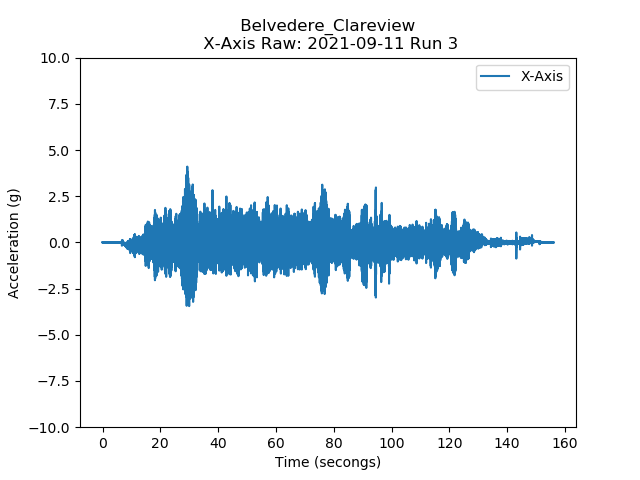 Belvedere_Clareview
X-Axis Raw: 2021-09-11 Run 3
X-Axis
10.0
7.5
5.0
2.5
0.0
−2.5
−5.0
−7.5
−10.0
Acceleration (g)
0 20 40 60 80 100 120 140 160
Time (seconds)